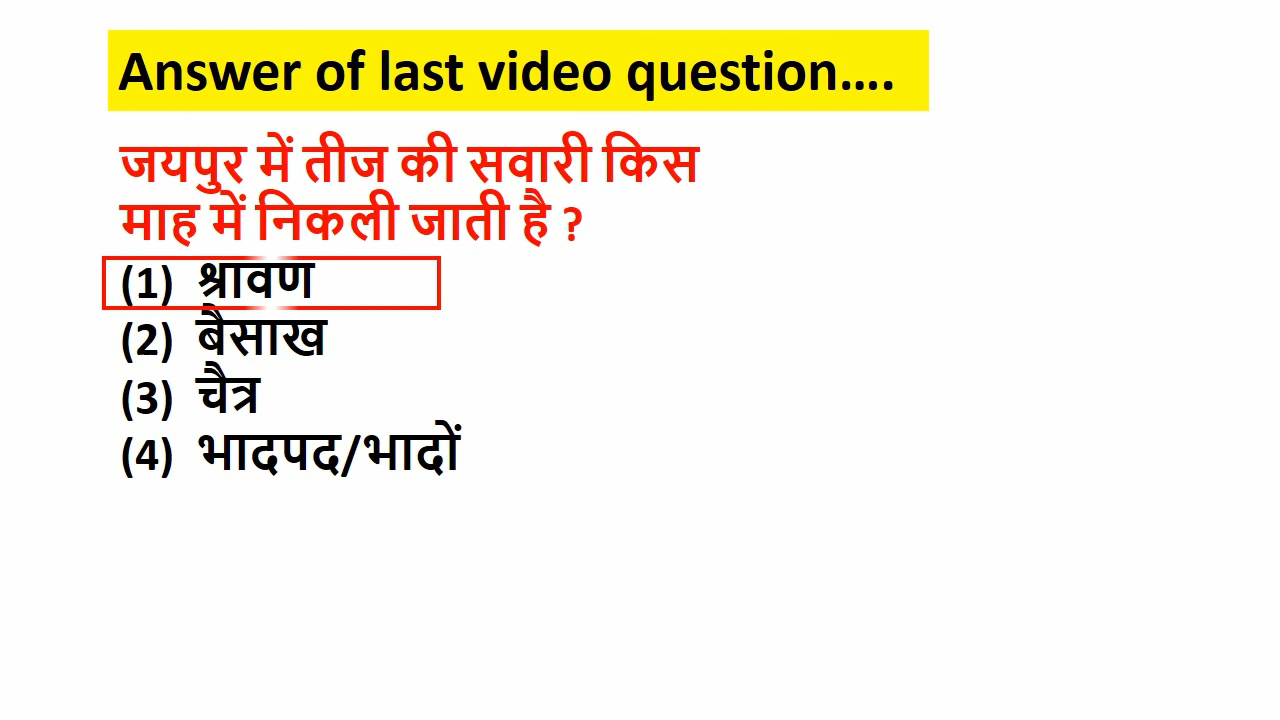 Answer of last video question....
जयपुर में तीज की सवारी किस
माह में निकली जाती है ?
(1) श्रावण
(2) बैसाख
(3) चैत्र
(4) भादपद/भादों